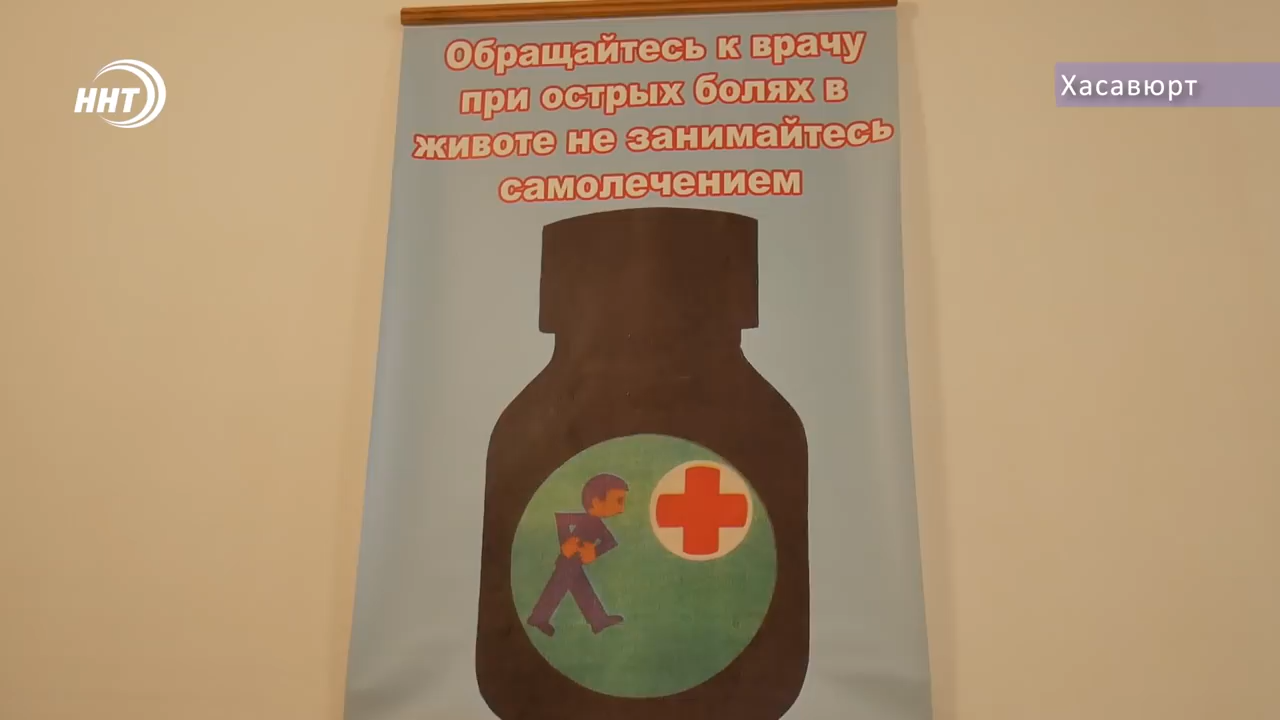 ННТ
Хасавюрт
Обращайтесь к врачу
при острых болях в
животе не занимайтесь
самолечением